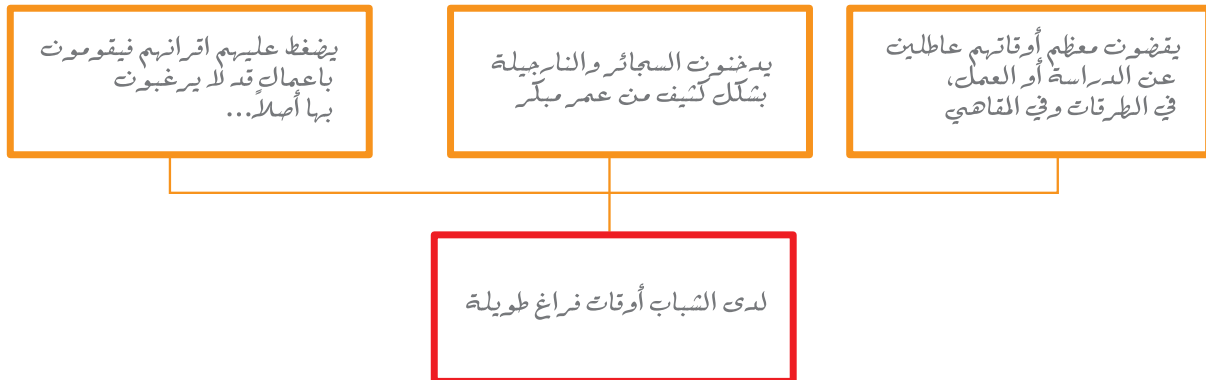 يقضون معظم أوقاتهم عاطلين
عن الدراسة أو العمل،
في الطرقات وفي المقاهي
يدخنون السجائر والنارجيلة
بشكل كثيف من عمر مبكر
يضغط عليهم اقرانهم فيقومون
باعمال قد لا يرغبون
بها أصلاً...
لدى الشباب أوقات فراغ طويلة